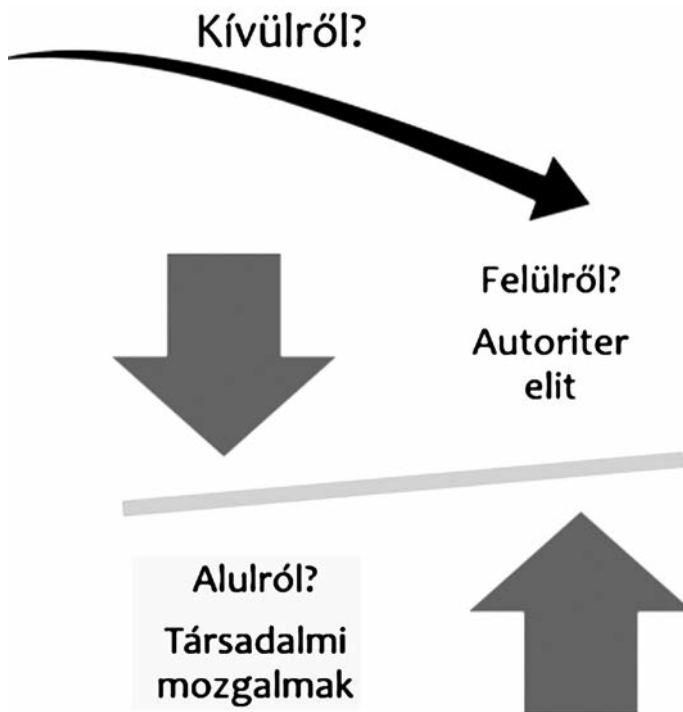 Kívülről?
Felülről?
Autoriter
elit
Alulról?
Társadalmi
mozgalmak